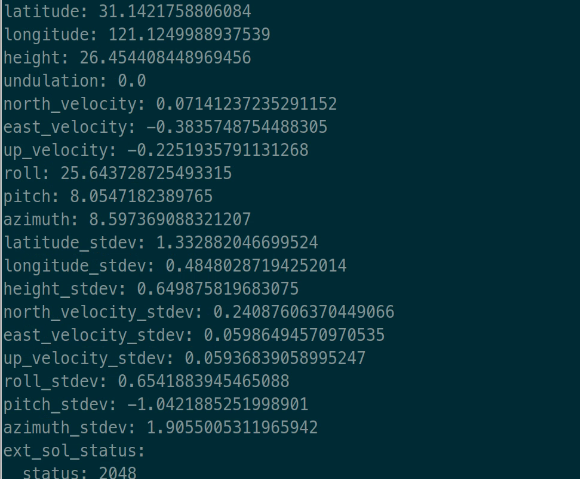 latitude: 31.1421758806084
longitude: 121.1249988937539
height: 26.454408448969456
undulation: 0.0
north_velocity: 0.07141237235291152
east_velocity: -0.3835748754488305
up_velocity: -0.2251935791131268
roll: 25.643728725493315
pitch: 8.0547182389765
azimuth: 8.597369088321207
latitude_stdev: 1.332882046699524
longitude_stdev: 0.48480287194252014
height_stdev: 0.649875819683075
north_velocity_stdev: 0.24087606370449066
east_velocity_stdev: 0.05986494570970535
up_velocity_stdev: 0.05936839058995247
roll_stdev: 0.6541883945465088
pitch_stdev: -1.0421885251998901
azimuth_stdev: 1.9055005311965942
ext_sol_status:
  status: 2048